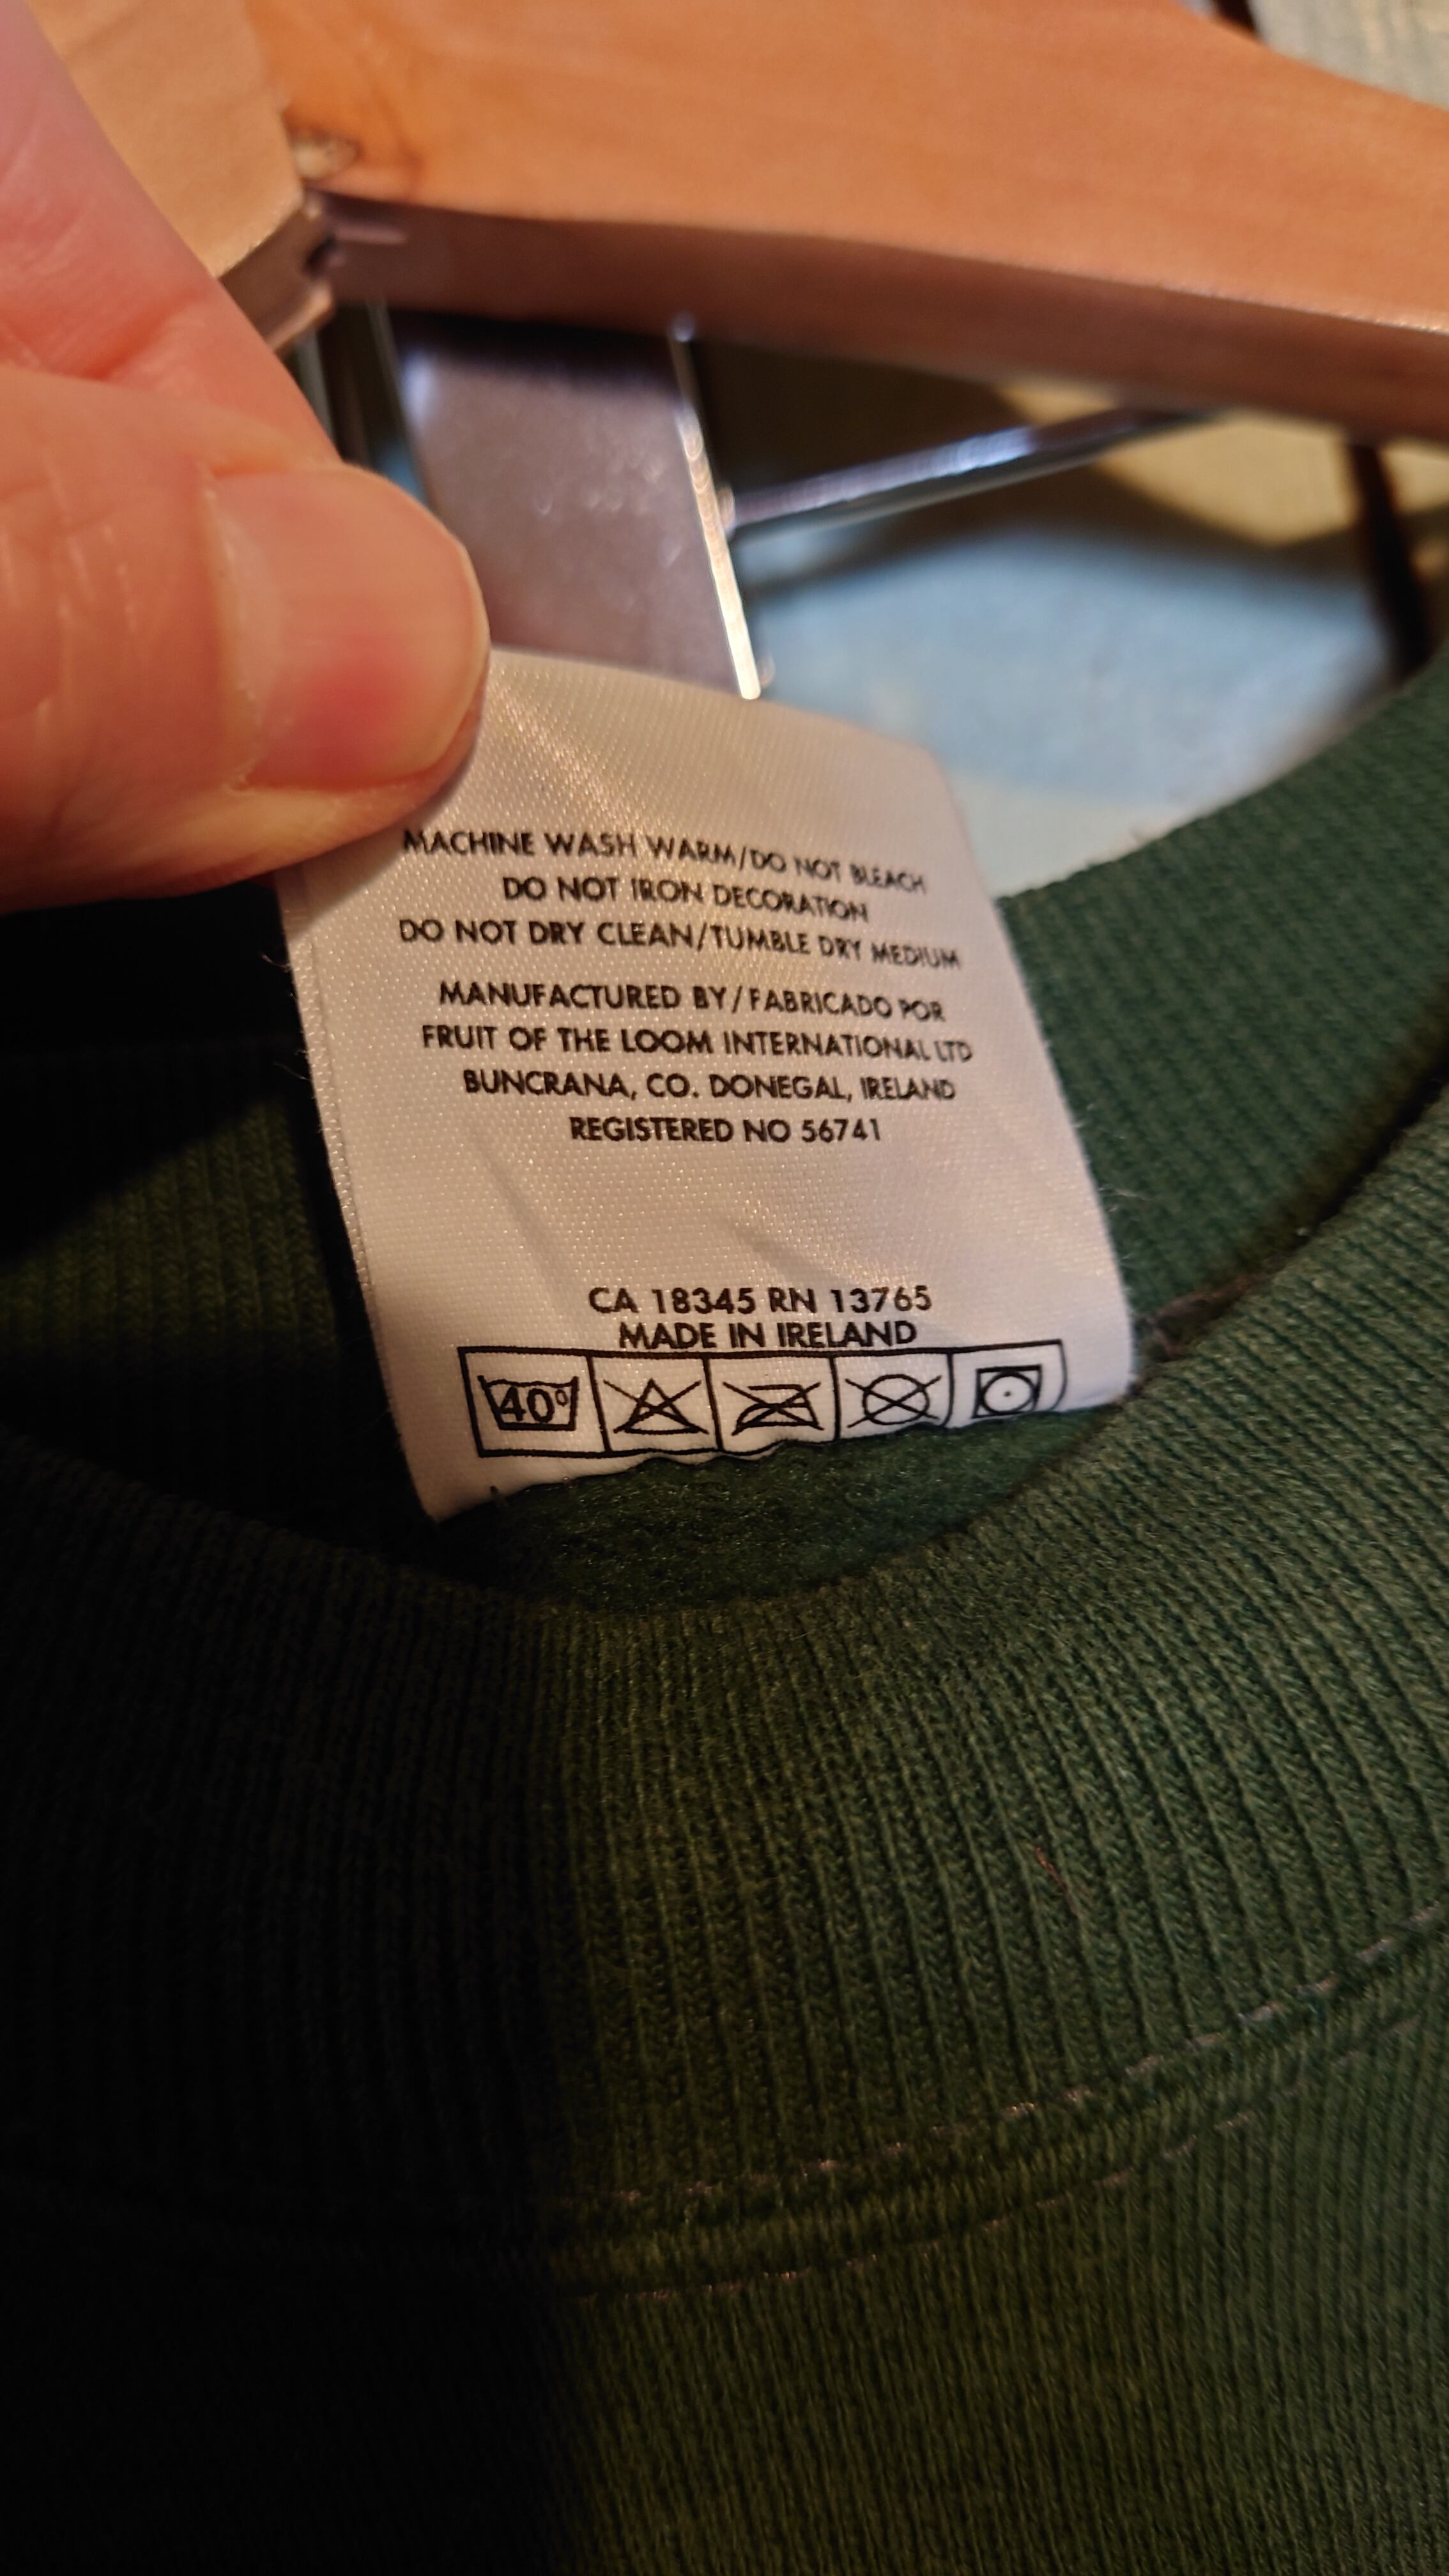 MACHINE WASH WARM/DO NOT BLEACH
DO NOT IRON DECORATION
DO NOT DRY CLEAN/TUMBLE DRY MEDIUM
MANUFACTURED BY/FABRICADO POR
FRUIT OF THE LOOM INTERNATIONAL LTD
BUNCRANA, CO. DONEGAL, IRELAND
REGISTERED NO 56741
CA 18345 RN 13765
MADE IN IRELAND
40°